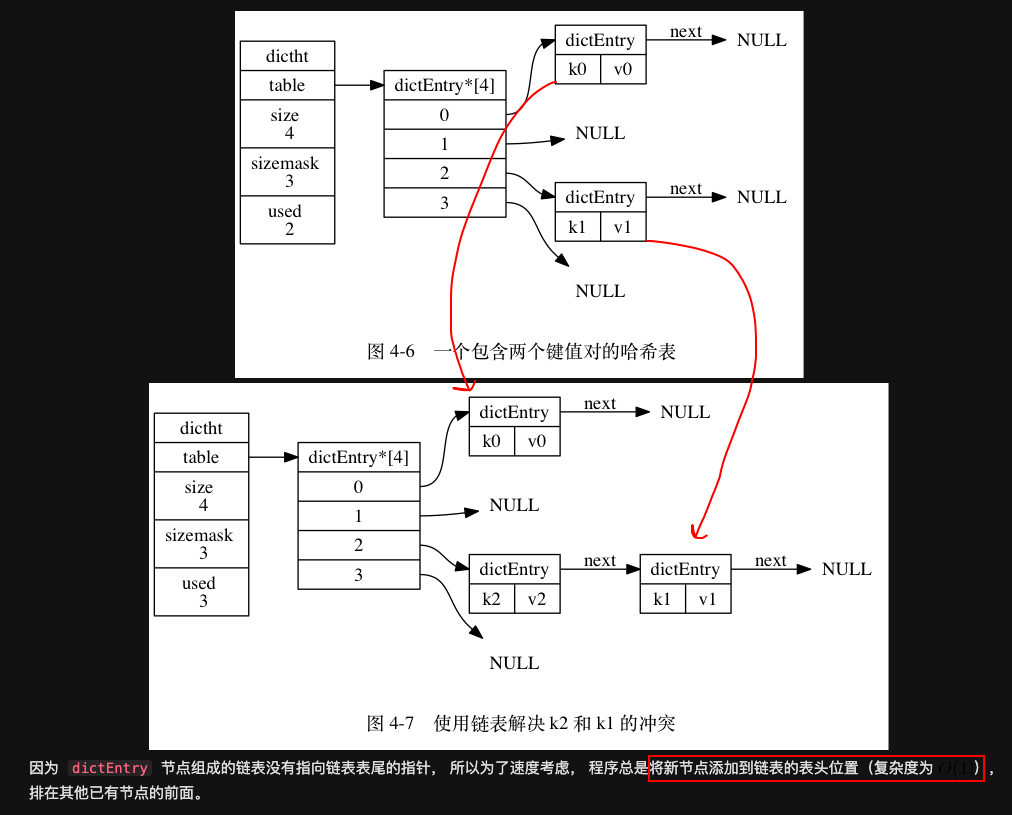 dictht
table
size
4
sizemask
3
used
2
dictEntry*[4]
0
1
2
3
dictEntry
k0 v0
next
NULL
NULL
dictEntry
k1 v1
next
NULL
NULL
图 4-6 一个包含两个键值对的哈希表
dictht
table
size
4
sizemask
3
used
3
dictEntry*[4]
0
1
2
3
dictEntry
k0 v0
next
NULL
NULL
dictEntry
k2 v2
next
dictEntry
k1 v1
next
NULL
NULL
图 4-7 使用链表解决 k2 和 k1 的冲突
因为 dictEntry 节点组成的链表没有指向链表表尾的指针， 所以为了速度考虑， 程序总是将新节点添加到链表的表头位置（复杂度为 O(1)），
排在其他已有节点的前面。